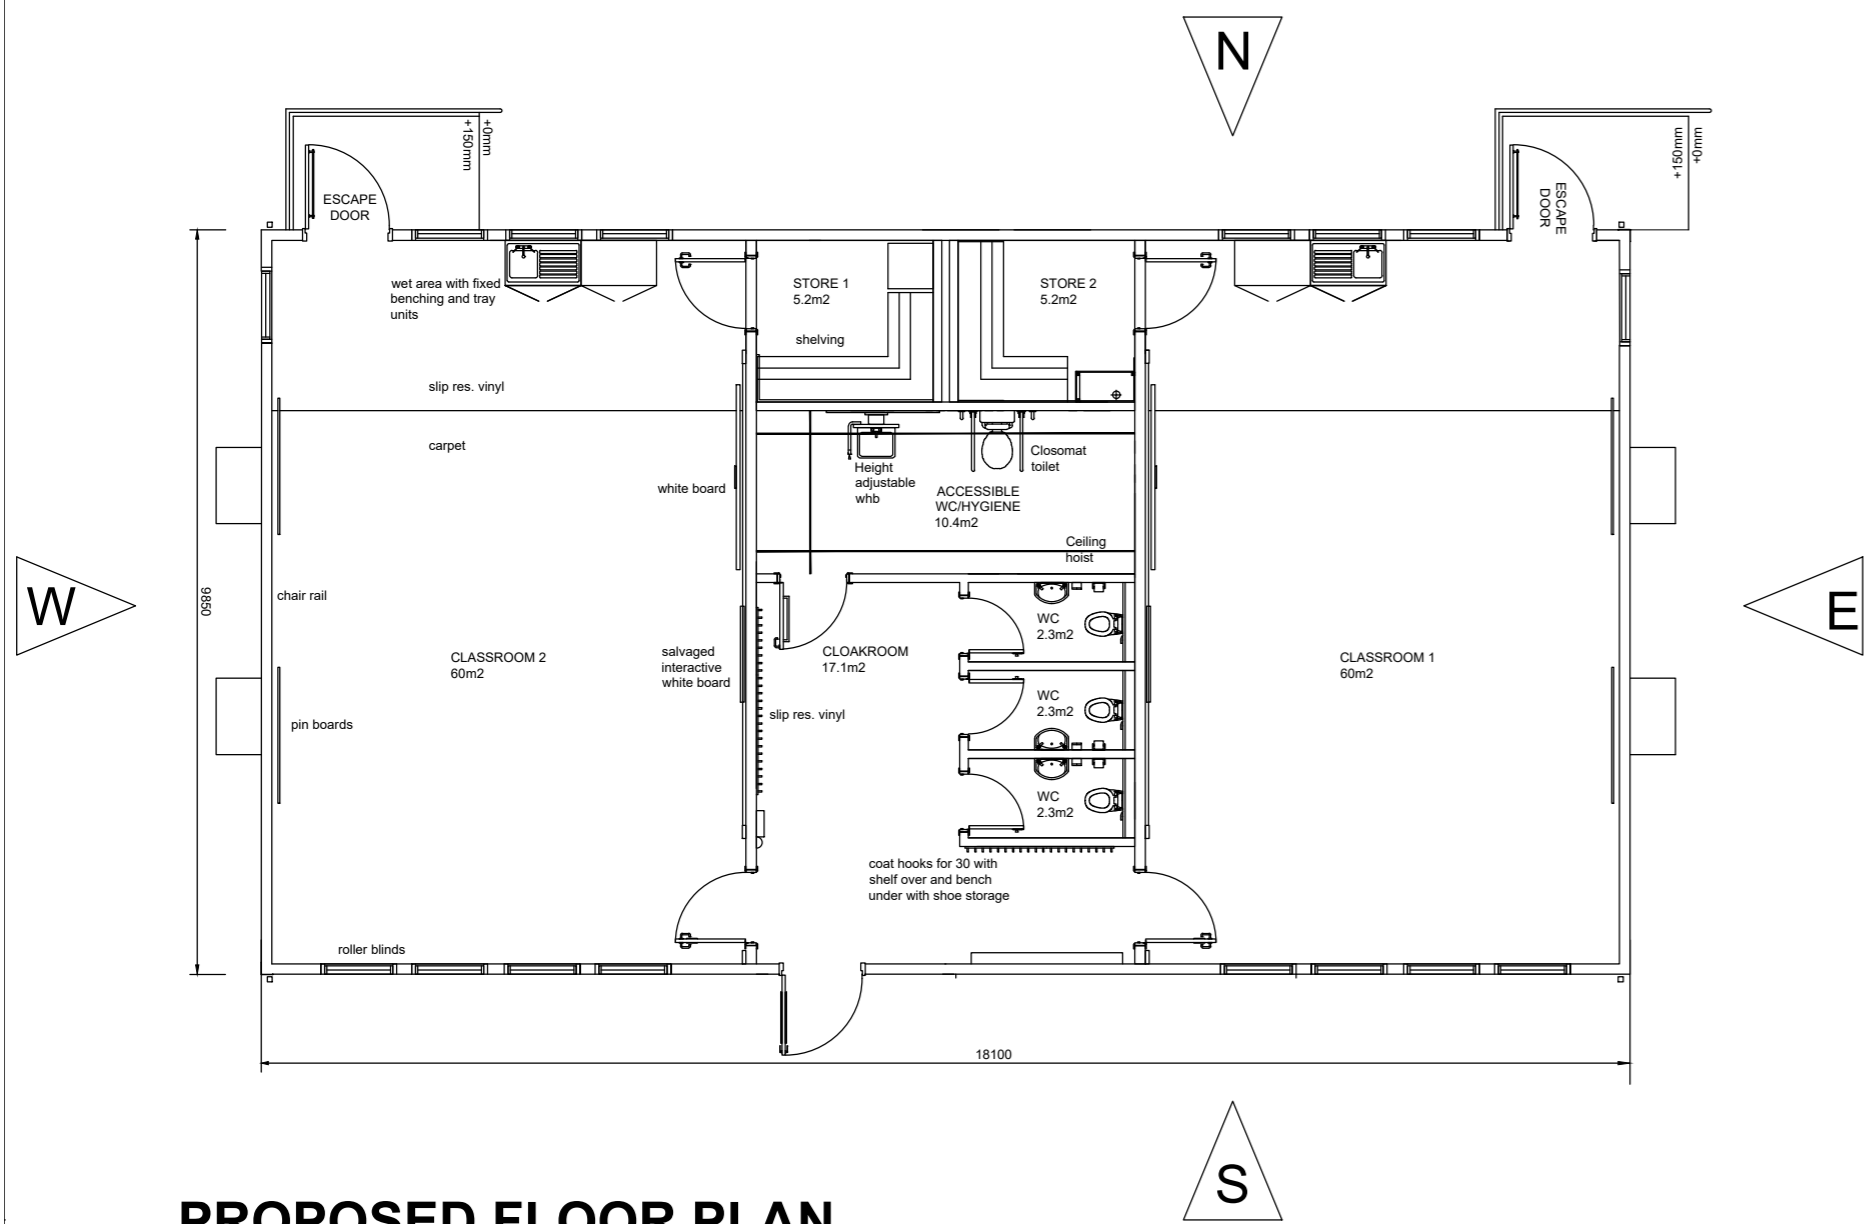 N
+0mm
+150mm
+150mm
+0mm
ESCAPE
DOOR
ESCAPE
DOOR
wet area with fixed
benching and tray
units
STORE 1
5.2m2
STORE 2
5.2m2
shelving
slip res. vinyl
carpet
white board
Height
adjustable
whb
Closomat
toilet
ACCESSIBLE
WC/HYGIENE
10.4m2
Ceiling
hoist
W
9850
chair rail
E
WC
2.3m2
CLASSROOM 2
60m2
salvaged
interactive
white board
CLOAKROOM
17.1m2
CLASSROOM 1
60m2
WC
2.3m2
pin boards
slip res. vinyl
WC
2.3m2
coat hooks for 30 with
shelf over and bench
under with shoe storage
roller blinds
18100
S
PROPOSED FLOOR PLAN